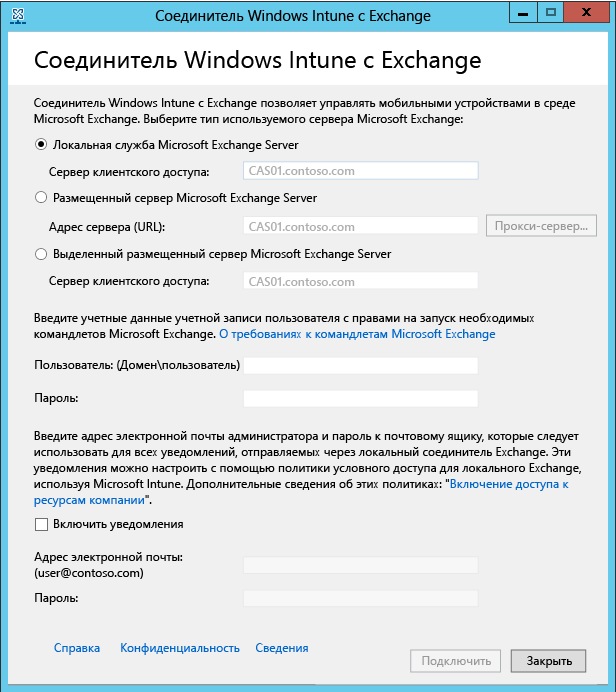 Соединитель Windows Intune с Exchange
Соединитель Windows Intune с Exchange
Соединитель Windows Intune с Exchange позволяет управлять мобильными устройствами в среде
Microsoft Exchange. Выберите тип используемого сервера Microsoft Exchange:
Локальная служба Microsoft Exchange Server
Сервер клиентского доступа: CAS01.contoso.com
Размещенный сервер Microsoft Exchange Server
Адрес сервера (URL): CAS01.contoso.com Прокси-сервер...
Выделенный размещенный сервер Microsoft Exchange Server
Сервер клиентского доступа: CAS01.contoso.com
Введите учетные данные учетной записи пользователя с правами на запуск необходимых
командлетов Microsoft Exchange. О требованиях к командлетам Microsoft Exchange
Пользователь: (Домен\пользователь)
Пароль:
Введите адрес электронной почты администратора и пароль к почтовому ящику, которые следует
использовать для всех уведомлений, отправляемых через локальный соединитель Exchange. Эти
уведомления можно настроить с помощью политики условного доступа для локального Exchange,
используя Microsoft Intune. Дополнительные сведения об этих политиках: "Включение доступа к
ресурсам компании".
Включить уведомления
Адрес электронной почты:
(user@contoso.com)
Пароль:
Справка Конфиденциальность Сведения
Подключить Закрыть